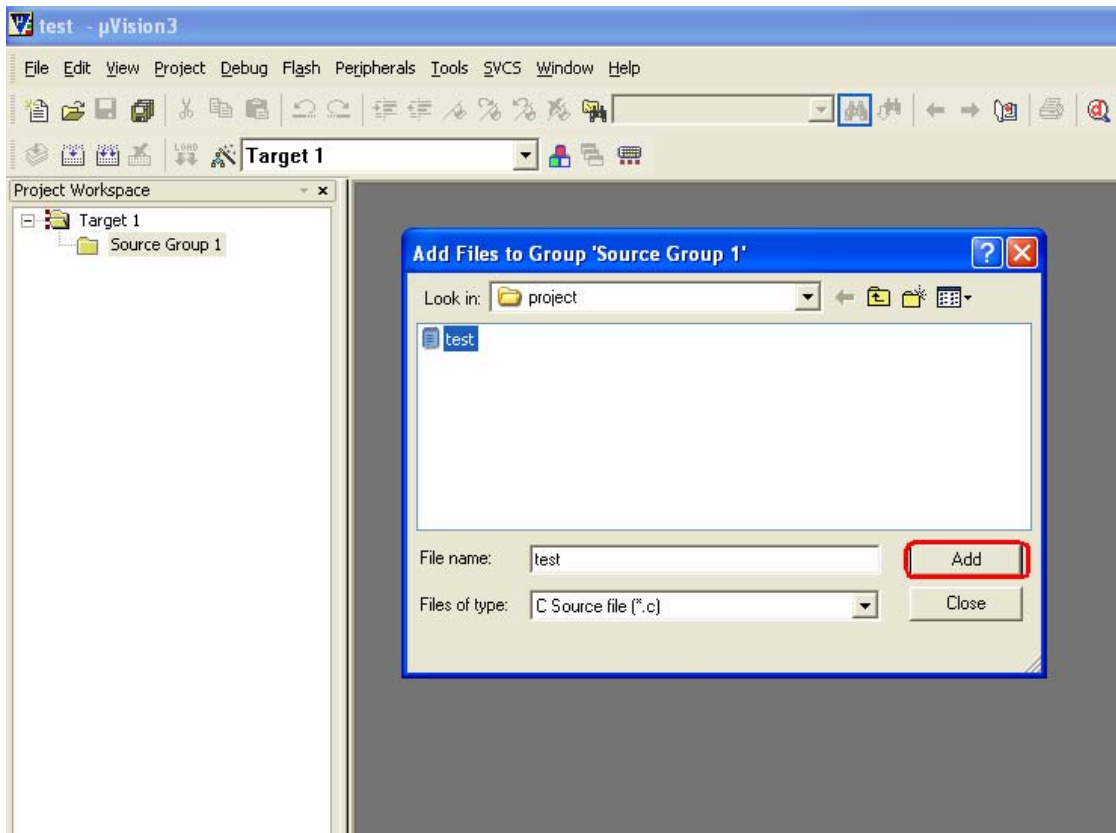 test - µVision3
File Edit View Project Debug Flash Peripherals Tools SVCS Window Help
LOAD
Target 1
Project Workspace
Target 1
Source Group 1
Add Files to Group 'Source Group 1'
Look in: project
test
File name: test Add
Files of type: C Source file (*.c) Close